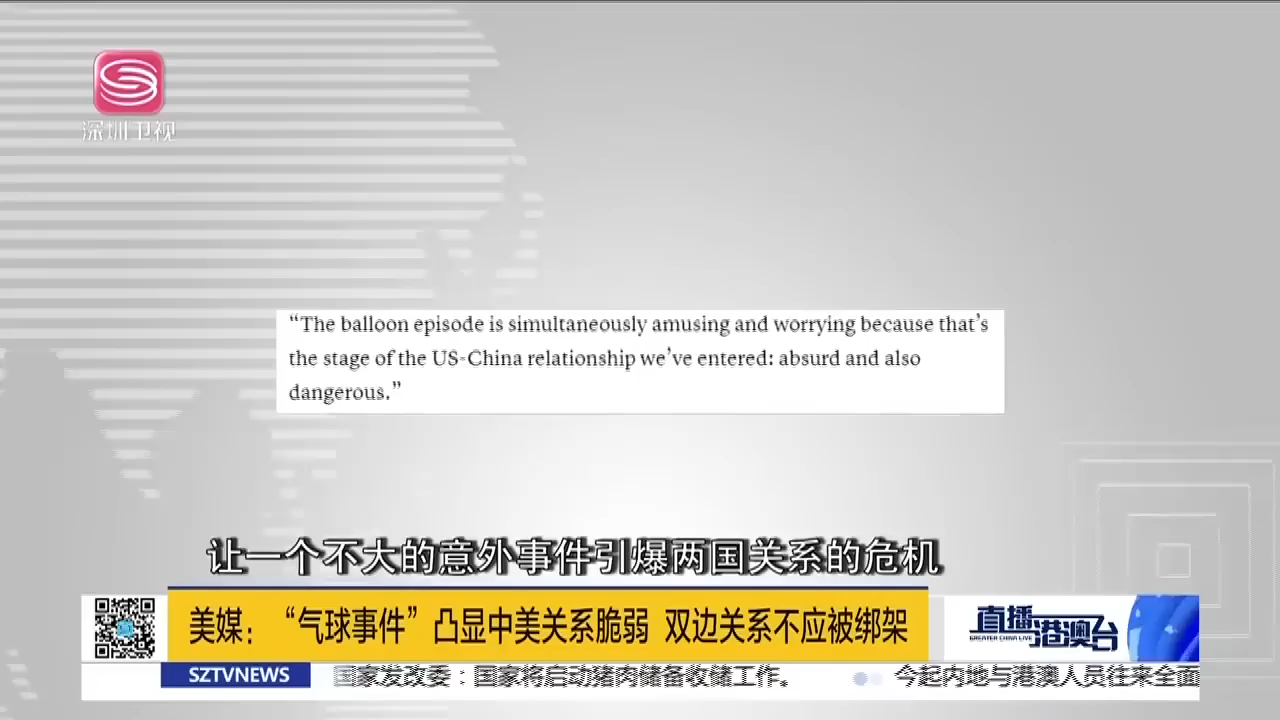 深圳卫视
“The balloon episode is simultaneously amusing and worrying because that’s
the stage of the US-China relationship we’ve entered: absurd and also
dangerous.”
让一个不大的意外事件引爆两国关系的危机
美媒：“气球事件”凸显中美关系脆弱 双边关系不应被绑架
直播港澳台
GREATER CHINA LIVE
SZTVNEWS
国家发改委：国家将启动猪肉储备收储工作。
今起内地与港澳人员往来全面